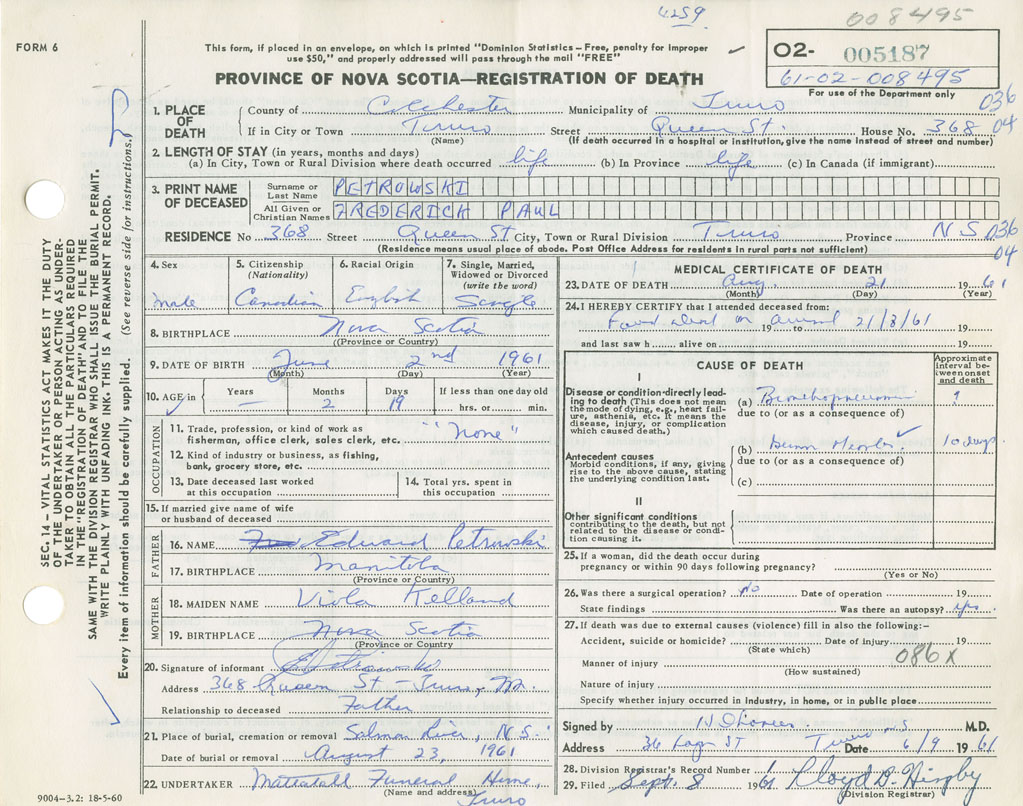 4259
008495
FORM 6
This form, if placed in an envelope, on which is printed "Dominion Statistics – Free, penalty for improper
use $50," and properly addressed will pass through the mail "FREE"
02- 005187
61-02-008495
For use of the Department only
PROVINCE OF NOVA SCOTIA—REGISTRATION OF DEATH
SEC. 14 – VITAL STATISTICS ACT MAKES IT THE DUTY
OF THE UNDERTAKER OR PERSON ACTING AS UNDER-
TAKER TO OBTAIN ALL THE PARTICULARS REQUIRED
IN THE "REGISTRATION OF DEATH" AND TO FILE THE
SAME WITH THE DIVISION REGISTRAR WHO SHALL ISSUE THE BURIAL PERMIT.
WRITE PLAINLY WITH UNFADING INK. THIS IS A PERMANENT RECORD.
Every item of information should be carefully supplied. (See reverse side for instructions.)
1. PLACE OF DEATH County of Colchester Municipality of Truro 036
If in City or Town Truro Street Queen St. House No. 368 04
(Name) (If death occurred in a hospital or institution, give the name instead of street and number)
2. LENGTH OF STAY (in years, months and days)
(a) In City, Town or Rural Division where death occurred life (b) In Province life (c) In Canada (if immigrant)
3. PRINT NAME OF DECEASED Surname or Last Name PETROWSKI
All Given or Christian Names FREDERICK PAUL
RESIDENCE No 368 Street Queen St City, Town or Rural Division Truro Province N S 036
(Residence means usual place of abode. Post Office Address for residents in rural parts not sufficient) 04
4. Sex 5. Citizenship (Nationality) 6. Racial Origin 7. Single, Married, Widowed or Divorced (write the word)
male Canadian English Single
8. BIRTHPLACE Nova Scotia
(Province or Country)
9. DATE OF BIRTH June 2nd 1961
(Month) (Day) (Year)
10. AGE in Years Months Days If less than one day old
– 2 19 hrs. or min.
OCCUPATION
11. Trade, profession, or kind of work as fisherman, office clerk, sales clerk, etc. "none"
12. Kind of industry or business, as fishing, bank, grocery store, etc.
13. Date deceased last worked at this occupation 14. Total yrs. spent in this occupation
15. If married give name of wife or husband of deceased
FATHER
16. NAME Edward Petrowski
17. BIRTHPLACE Manitoba
(Province or Country)
MOTHER
18. MAIDEN NAME Viola Kelland
19. BIRTHPLACE Nova Scotia
(Province or Country)
20. Signature of informant E Petrowski
Address 368 Queen St – Truro,
Relationship to deceased Father
21. Place of burial, cremation or removal Salmon River, N.S.
Date of burial or removal August 23, 1961
22. UNDERTAKER Mattatall Funeral Home,
(Name and address) Truro
9004-3.2: 18-5-60
MEDICAL CERTIFICATE OF DEATH
23. DATE OF DEATH Aug. 21 1961
(Month) (Day) (Year)
24. I HEREBY CERTIFY that I attended deceased from:
Found dead on arrival 21/8/61 19 to 19
and last saw h alive on 19
CAUSE OF DEATH
Approximate interval between onset and death
I
Disease or condition directly leading to death (This does not mean the mode of dying, e.g., heart failure, asthenia, etc. It means the disease, injury, or complication which caused death.)
(a) Bronchopneumonia ?
due to (or as a consequence of)
(b) 10 days
Antecedent causes
Morbid conditions, if any, giving rise to the above cause, stating the underlying condition last.
due to (or as a consequence of)
(c)
II
Other significant conditions contributing to the death, but not related to the disease or condition causing it.
25. If a woman, did the death occur during
pregnancy or within 90 days following pregnancy?
(Yes or No)
26. Was there a surgical operation? No Date of operation 19
State findings Was there an autopsy? yes
27. If death was due to external causes (violence) fill in also the following:–
Accident, suicide or homicide? Date of injury 19
(State which) 086 x
Manner of injury
(How sustained)
Nature of injury
Specify whether injury occurred in industry, in home, or in public place
Signed by M.D.
Address 36 St Truro Date 6/9 1961
28. Division Registrar's Record Number
29. Filed Sept. 8 1961 Lloyd
(Division Registrar)